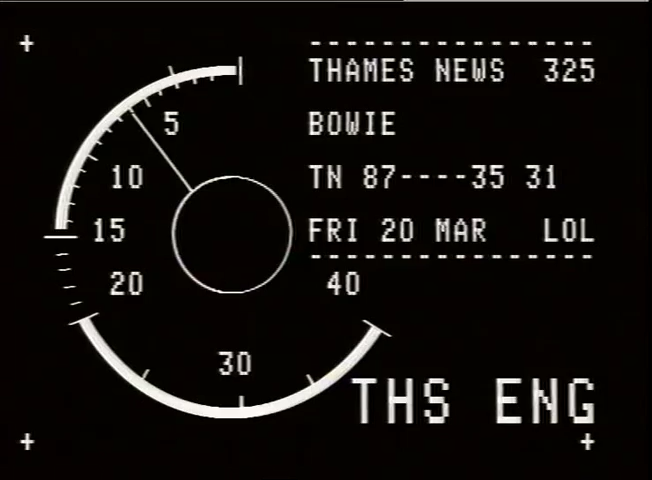 THAMES NEWS 325
BOWIE
TN 87----35 31
FRI 20 MAR LOL
5
10
15
20
30
40
THS ENG